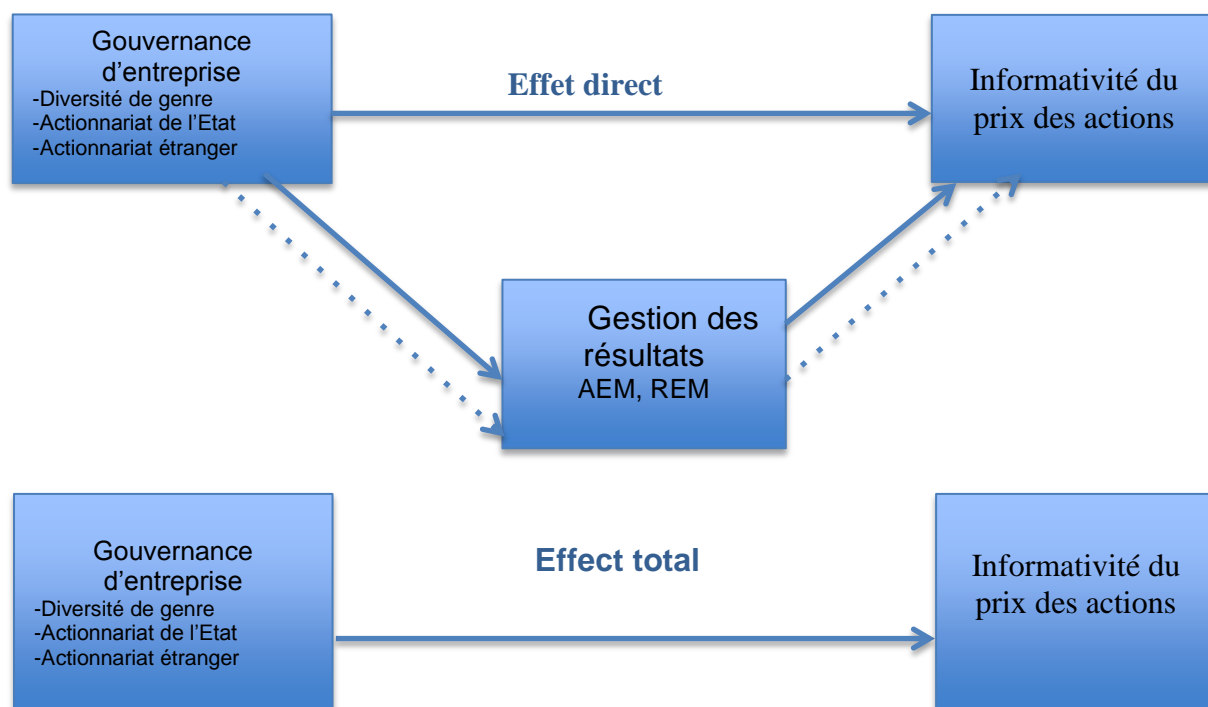 Gouvernance
d'entreprise
-Diversité de genre
-Actionnariat de l'Etat
-Actionnariat étranger
Effet direct
Informativité du
prix des actions
Gestion des
résultats
AEM, REM
Gouvernance
d'entreprise
-Diversité de genre
-Actionnariat de l'Etat
-Actionnariat étranger
Effect total
Informativité du
prix des actions